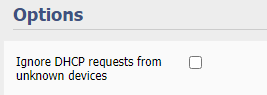 Options
Ignore DHCP requests from
unknown devices